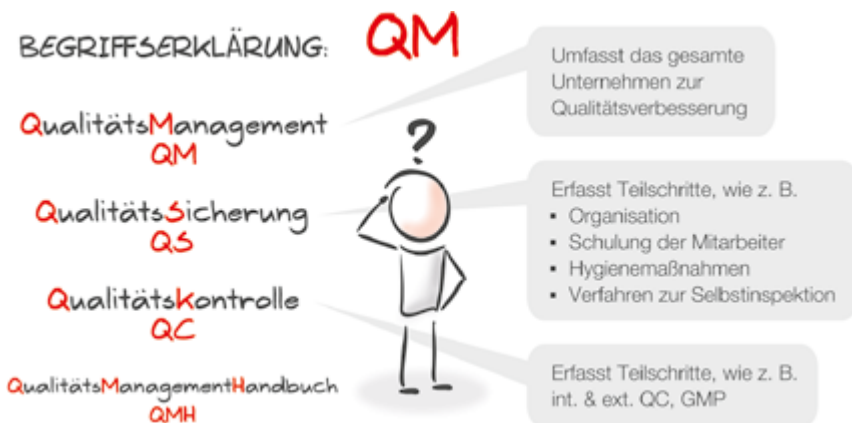 BEGRIFFSERKLÄRUNG: QM
QualitätsManagement
QM
Umfasst das gesamte
Unternehmen zur
Qualitätsverbesserung
?
QualitätsSicherung
QS
Erfasst Teilschritte, wie z. B.
▪ Organisation
▪ Schulung der Mitarbeiter
▪ Hygienemaßnahmen
▪ Verfahren zur Selbstinspektion
QualitätsKontrolle
QC
Erfasst Teilschritte, wie z. B.
int. & ext. QC, GMP
QualitätsManagementHandbuch
QMH